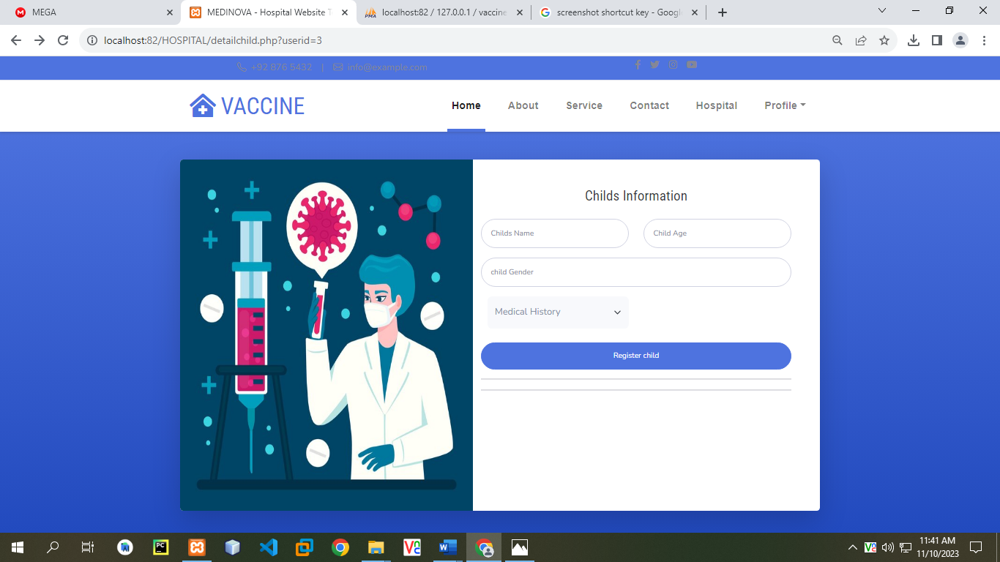 MEGA
MEDINOVA - Hospital Website T
localhost:82 / 127.0.0.1 / vaccine
screenshot shortcut key - Google
localhost:82/HOSPITAL/detailchild.php?userid=3
+92 876 5432 | info@example.com
VACCINE
Home About Service Contact Hospital Profile
Childs Information
Childs Name Child Age
child Gender
Medical History
Register child
11:41 AM
11/10/2023